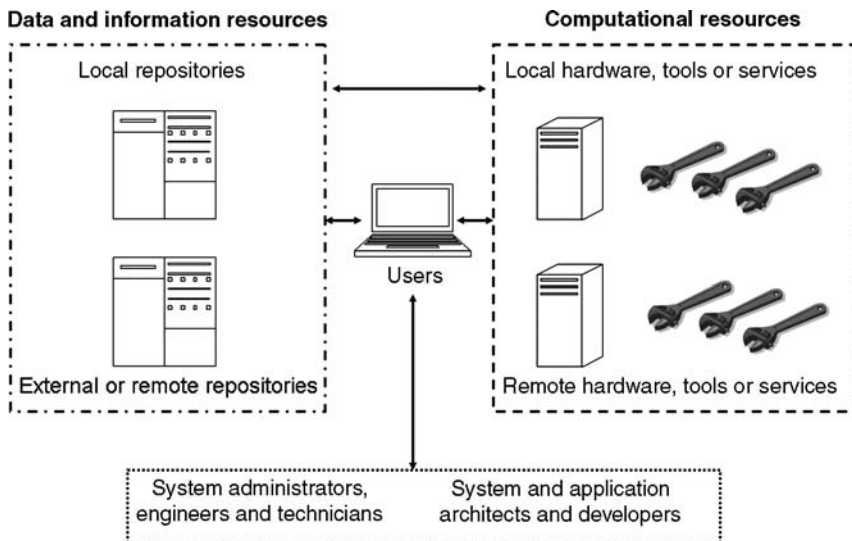 Data and information resources
Computational resources
Local repositories
Local hardware, tools or services
Users
External or remote repositories
Remote hardware, tools or services
System administrators,
engineers and technicians
System and application
architects and developers